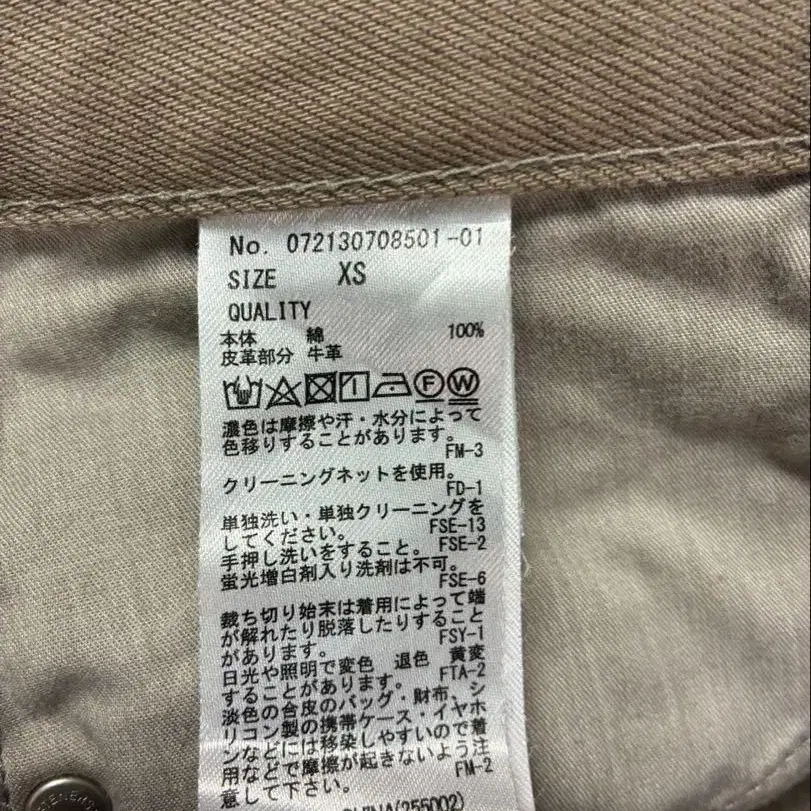 No. 072130708501-01
SIZE XS
QUALITY
本体 綿 100%
皮革部分 牛革
F W
濃色は摩擦や汗・水分によって
色移りすることがあります。
FM-3
クリーニングネットを使用。
FD-1
単独洗い・単独クリーニングを
してください。 FSE-13
手押し洗いをすること。 FSE-2
蛍光増白剤入り洗剤は不可。
FSE-6
裁ち切り始末は着用によって端
が解れたり脱落したりすること
があります。 FSY-1
日光や照明で変色 退色 黄変
することがあります。 FTA-2
淡色の合皮のバッグ・財布、シ
リコン製の携帯ケース・イヤホ
ンなどには移染しやすいので着
用などで摩擦が起きないよう注
意して下さい。 FM-2
CHINA(255002)